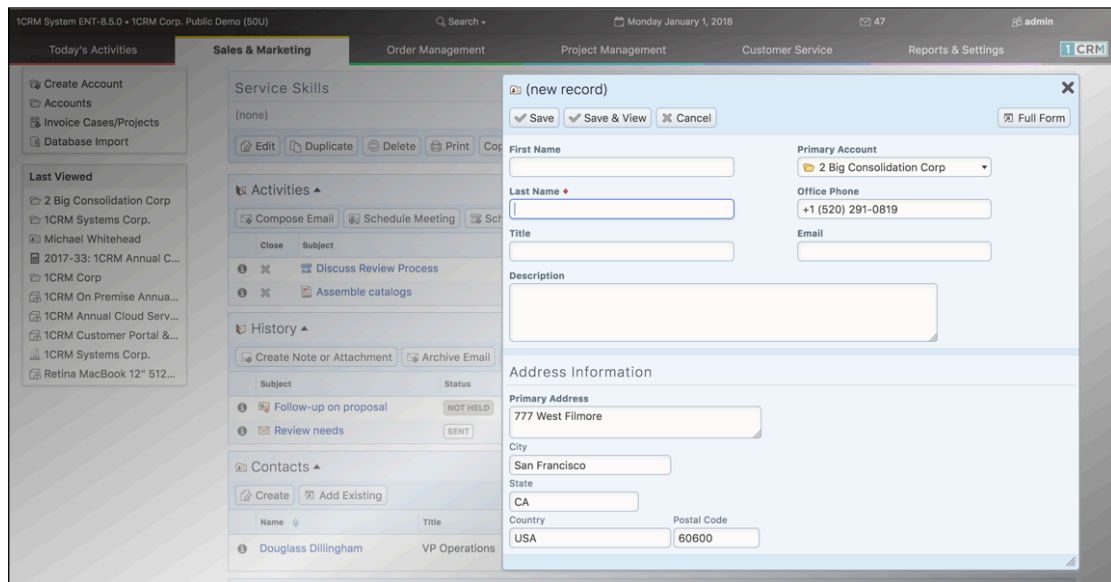 1CRM System ENT-8.5.0 • 1CRM Corp. Public Demo (50U)
Search
Monday January 1, 2018
47
admin
Today's Activities
Sales & Marketing
Order Management
Project Management
Customer Service
Reports & Settings
1 CRM
Create Account
Accounts
Invoice Cases/Projects
Database Import
Last Viewed
2 Big Consolidation Corp
1CRM Systems Corp.
Michael Whitehead
2017-33: 1CRM Annual C...
1CRM Corp
1CRM On Premise Annua...
1CRM Annual Cloud Serv...
1CRM Customer Portal &...
1CRM Systems Corp.
Retina MacBook 12" 512...
Service Skills
(none)
Edit
Duplicate
Delete
Print
Cop
Activities
Compose Email
Schedule Meeting
Sch
Close
Subject
Discuss Review Process
Assemble catalogs
History
Create Note or Attachment
Archive Email
Subject
Status
Follow-up on proposal
NOT HELD
Review needs
SENT
Contacts
Create
Add Existing
Name
Title
Douglass Dillingham
VP Operations
(new record)
Save
Save & View
Cancel
Full Form
First Name
Primary Account
2 Big Consolidation Corp
Last Name
Office Phone
+1 (520) 291-0819
Title
Email
Description
Address Information
Primary Address
777 West Filmore
City
San Francisco
State
CA
Country
Postal Code
USA
60600